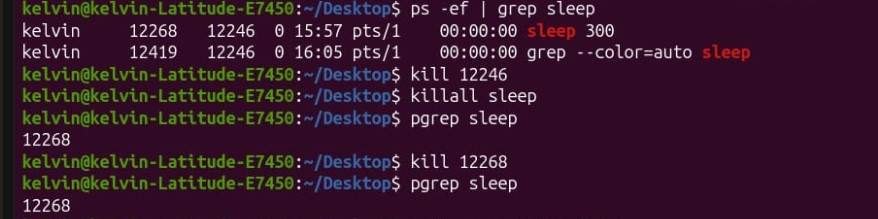 kelvin@kelvin-Latitude-E7450:~/Desktop$ ps -ef | grep sleep
kelvin     12268   12246  0 15:57 pts/1    00:00:00 sleep 300
kelvin     12419   12246  0 16:05 pts/1    00:00:00 grep --color=auto sleep
kelvin@kelvin-Latitude-E7450:~/Desktop$ kill 12246
kelvin@kelvin-Latitude-E7450:~/Desktop$ killall sleep
kelvin@kelvin-Latitude-E7450:~/Desktop$ pgrep sleep
12268
kelvin@kelvin-Latitude-E7450:~/Desktop$ kill 12268
kelvin@kelvin-Latitude-E7450:~/Desktop$ pgrep sleep
12268